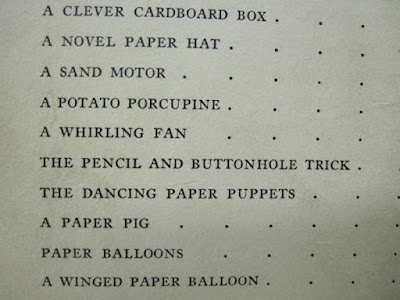 A CLEVER CARDBOARD BOX . . . .
A NOVEL PAPER HAT . . . . .
A SAND MOTOR . . . . . .
A POTATO PORCUPINE . . . . .
A WHIRLING FAN . . . . .
THE PENCIL AND BUTTONHOLE TRICK .
THE DANCING PAPER PUPPETS . . .
A PAPER PIG . . . . . . .
PAPER BALLOONS . . . . . .
A WINGED PAPER BALLOON . . . .